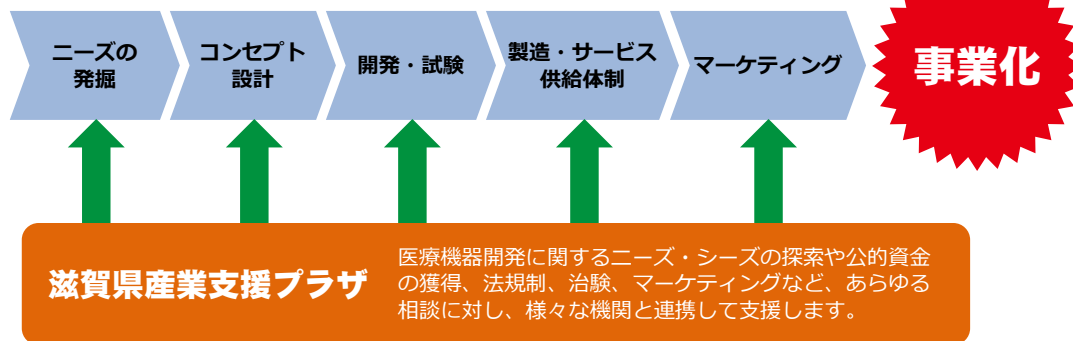 ニーズの
発掘
コンセプト
設計
開発・試験
製造・サービス
供給体制
マーケティング
事業化
滋賀県産業支援プラザ
医療機器開発に関するニーズ・シーズの探索や公的資金
の獲得、法規制、治験、マーケティングなど、あらゆる
相談に対し、様々な機関と連携して支援します。